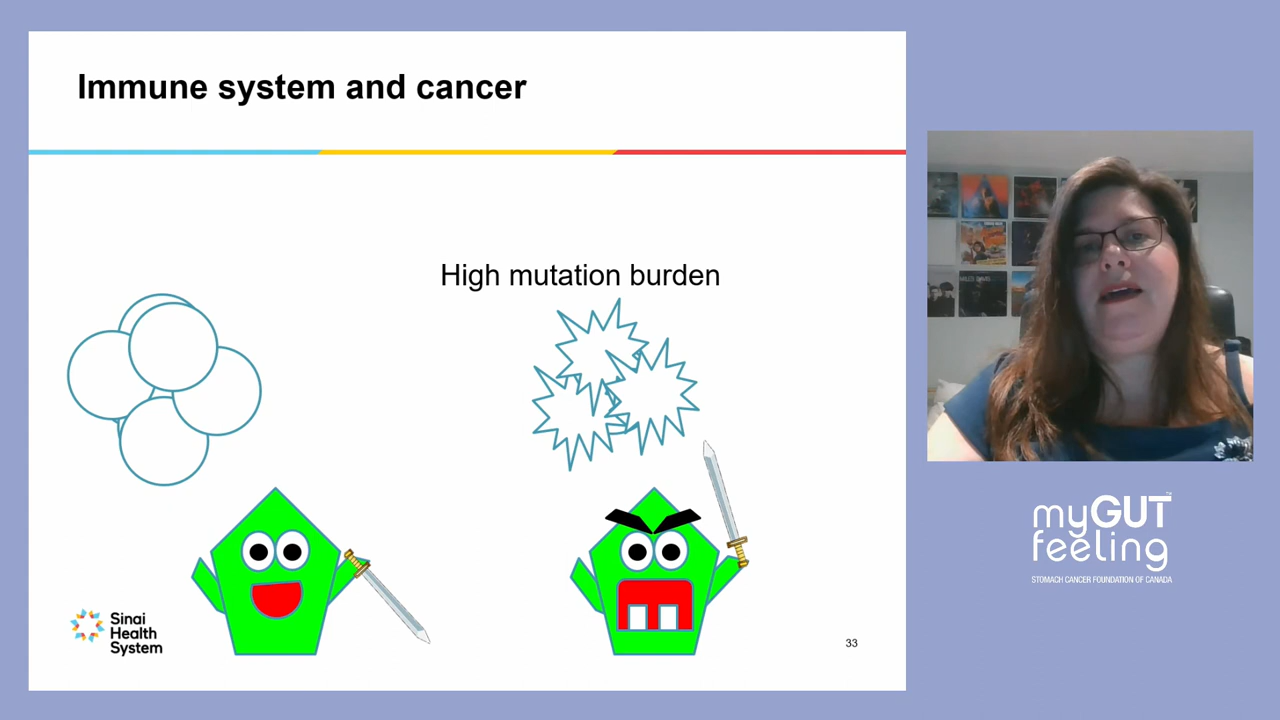 Immune system and cancer
High mutation burden
Sinai
Health
System
33
myGUT
feeling
STOMACH CANCER FOUNDATION OF CANADA